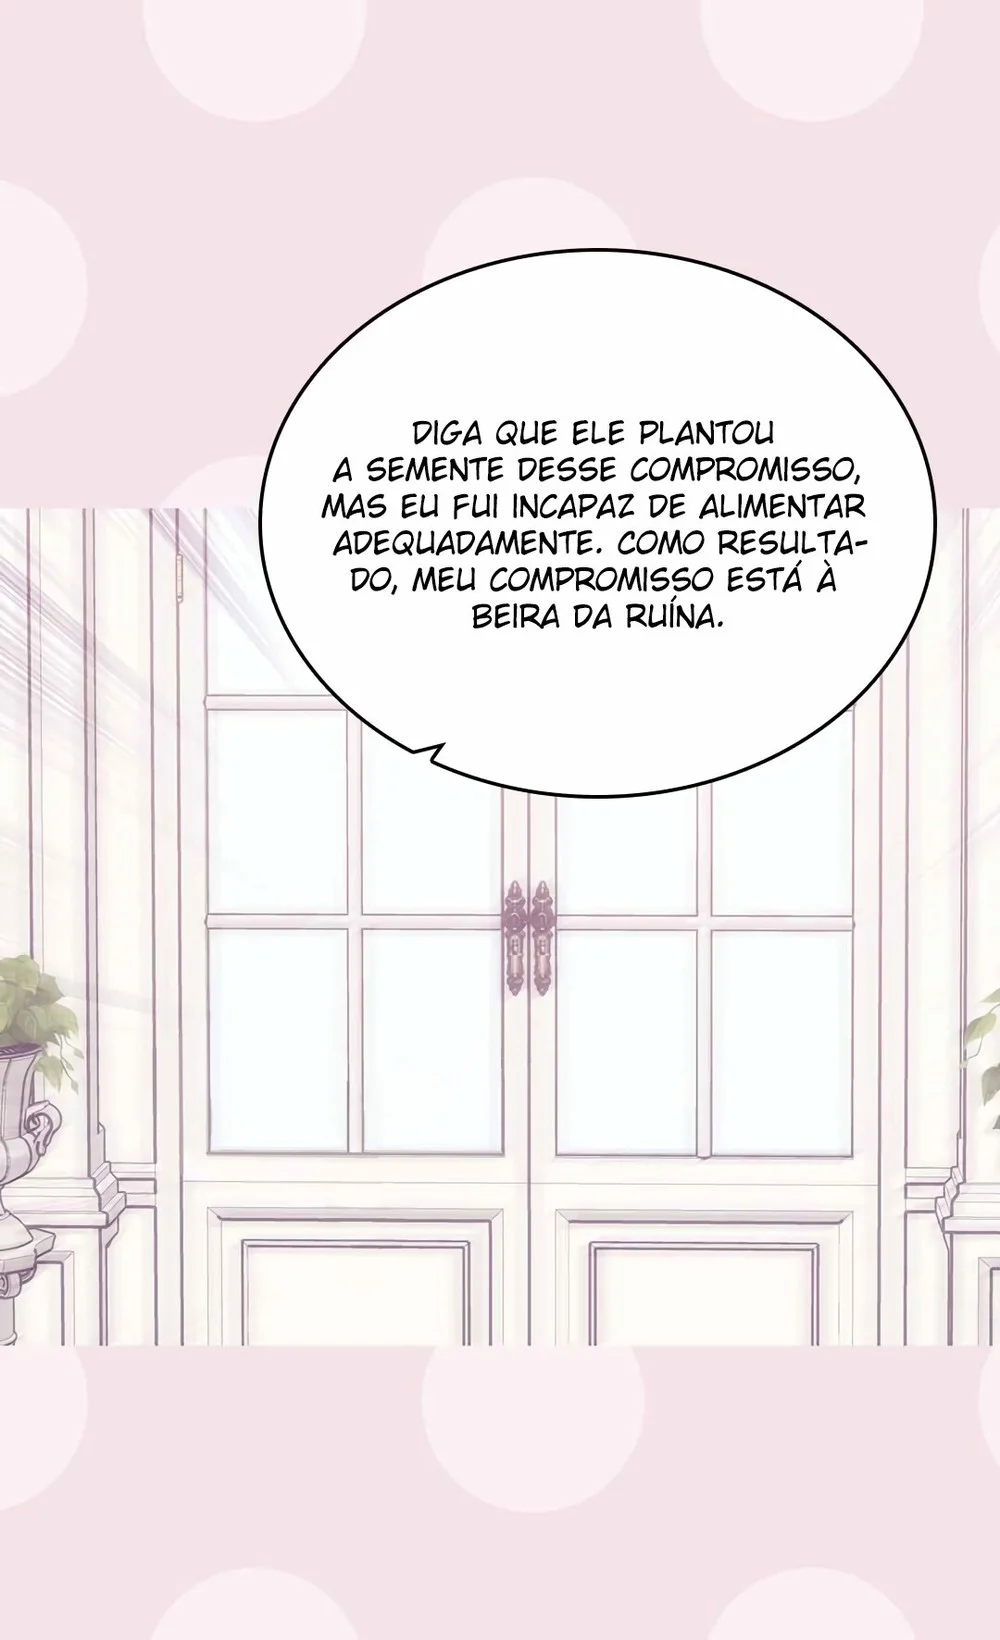 DIGA QUE ELE PLANTOU
A SEMENTE DESSE COMPROMISSO,
MAS EU FUI INCAPAZ DE ALIMENTAR
ADEQUADAMENTE. COMO RESULTA-
DO, MEU COMPROMISSO ESTÁ À
BEIRA DA RUÍNA.